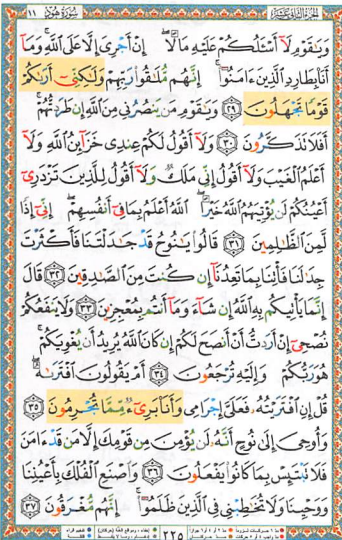 الجزء الثانى عشر سورة هود ١١
وَيَٰقَوْمِ لَآ أَسْـَٔلُكُمْ عَلَيْهِ مَالًا ۖ إِنْ أَجْرِىَ إِلَّا عَلَى ٱللَّهِ ۚ وَمَآ
أَنَا۠ بِطَارِدِ ٱلَّذِينَ ءَامَنُوٓا۟ ۚ إِنَّهُم مُّلَٰقُوا۟ رَبِّهِمْ وَلَٰكِنِّىٓ أَرَىٰكُمْ
قَوْمًا تَجْهَلُونَ ٢٩ وَيَٰقَوْمِ مَن يَنصُرُنِى مِنَ ٱللَّهِ إِن طَرَدتُّهُمْ ۚ
أَفَلَا تَذَكَّرُونَ ٣٠ وَلَآ أَقُولُ لَكُمْ عِندِى خَزَآئِنُ ٱللَّهِ وَلَآ
أَعْلَمُ ٱلْغَيْبَ وَلَآ أَقُولُ إِنِّى مَلَكٌ وَلَآ أَقُولُ لِلَّذِينَ تَزْدَرِىٓ
أَعْيُنُكُمْ لَن يُؤْتِيَهُمُ ٱللَّهُ خَيْرًا ۖ ٱللَّهُ أَعْلَمُ بِمَا فِىٓ أَنفُسِهِمْ ۖ إِنِّىٓ إِذًا
لَّمِنَ ٱلظَّٰلِمِينَ ٣١ قَالُوا۟ يَٰنُوحُ قَدْ جَٰدَلْتَنَا فَأَكْثَرْتَ
جِدَٰلَنَا فَأْتِنَا بِمَا تَعِدُنَآ إِن كُنتَ مِنَ ٱلصَّٰدِقِينَ ٣٢ قَالَ
إِنَّمَا يَأْتِيكُم بِهِ ٱللَّهُ إِن شَآءَ وَمَآ أَنتُم بِمُعْجِزِينَ ٣٣ وَلَا يَنفَعُكُمْ
نُصْحِىٓ إِنْ أَرَدتُّ أَنْ أَنصَحَ لَكُمْ إِن كَانَ ٱللَّهُ يُرِيدُ أَن يُغْوِيَكُمْ ۚ
هُوَ رَبُّكُمْ وَإِلَيْهِ تُرْجَعُونَ ٣٤ أَمْ يَقُولُونَ ٱفْتَرَىٰهُ ۖ
قُلْ إِنِ ٱفْتَرَيْتُهُۥ فَعَلَىَّ إِجْرَامِى وَأَنَا۠ بَرِىٓءٌ مِّمَّا تُجْرِمُونَ ٣٥
وَأُوحِىَ إِلَىٰ نُوحٍ أَنَّهُۥ لَن يُؤْمِنَ مِن قَوْمِكَ إِلَّا مَن قَدْ ءَامَنَ
فَلَا تَبْتَئِسْ بِمَا كَانُوا۟ يَفْعَلُونَ ٣٦ وَٱصْنَعِ ٱلْفُلْكَ بِأَعْيُنِنَا
وَوَحْيِنَا وَلَا تُخَٰطِبْنِى فِى ٱلَّذِينَ ظَلَمُوٓا۟ ۚ إِنَّهُم مُّغْرَقُونَ ٣٧
٢٢٥